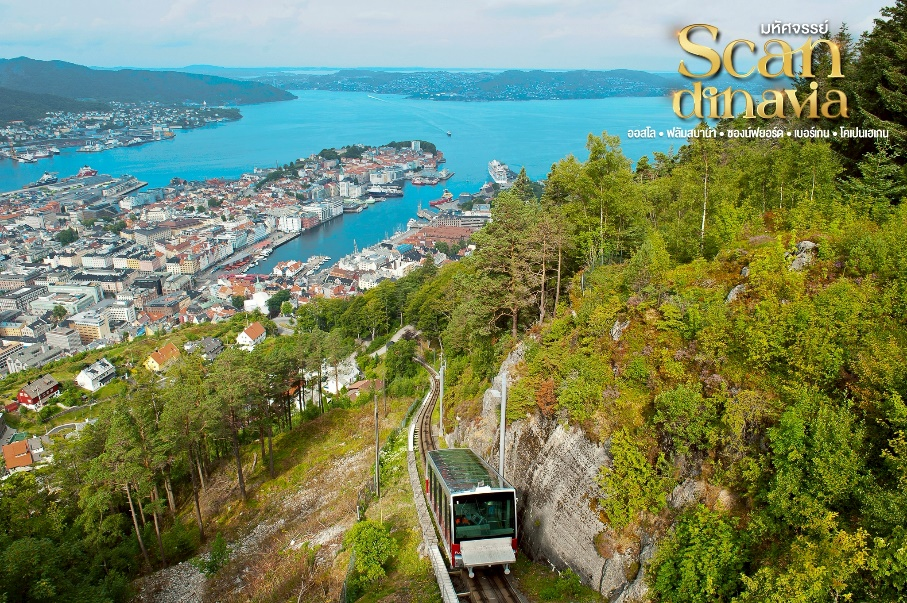 มหัศจรรย์
Scan
dinavia
ออสโล • ฟลัมสบาน่า • ซองน์ฟยอร์ด • เบอร์เกน • โคเปนเฮเกน